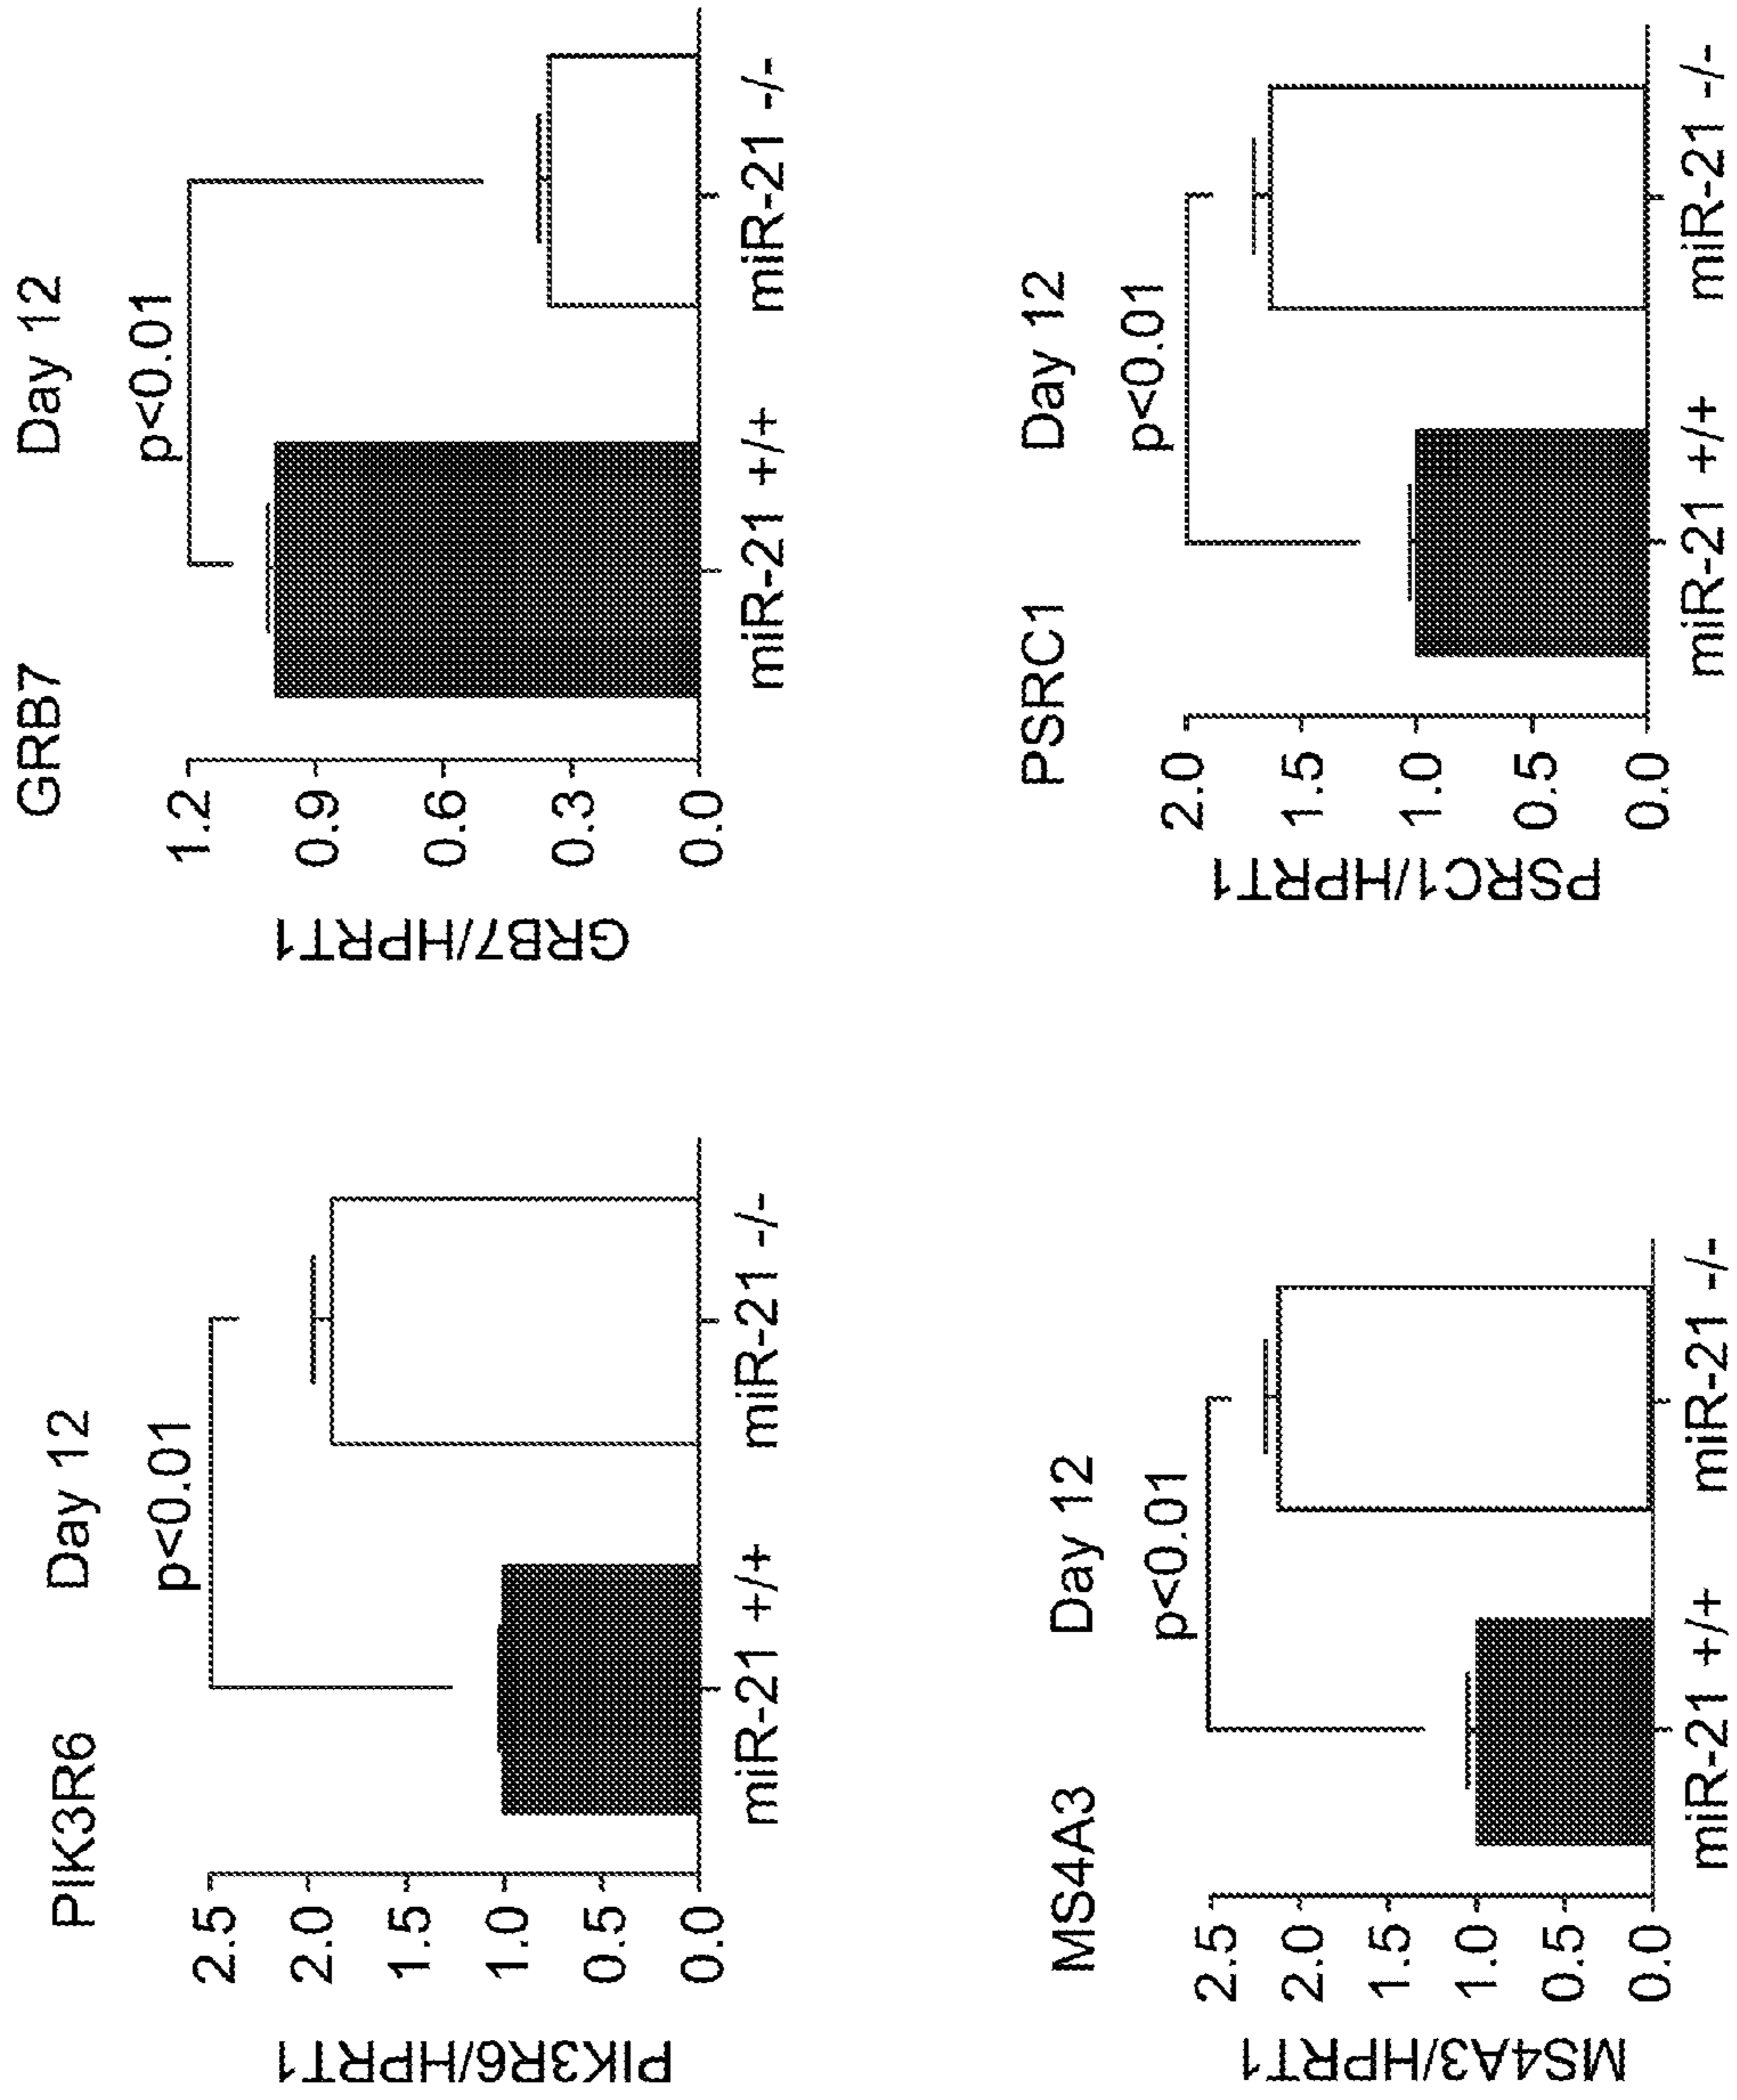 PIK3R6 Day 12
p<0.01
PIK3R6/HPRT1
2.5
2.0
1.5
1.0
0.5
0.0
miR-21 +/+ miR-21 -/-
GRB7 Day 12
p<0.01
GRB7/HPRT1
1.2
0.9
0.6
0.3
0.0
miR-21 +/+ miR-21 -/-
MS4A3 Day 12
p<0.01
MS4A3/HPRT1
2.5
2.0
1.5
1.0
0.5
0.0
miR-21 +/+ miR-21 -/-
PSRC1 Day 12
p<0.01
PSRC1/HPRT1
2.0
1.5
1.0
0.5
0.0
miR-21 +/+ miR-21 -/-